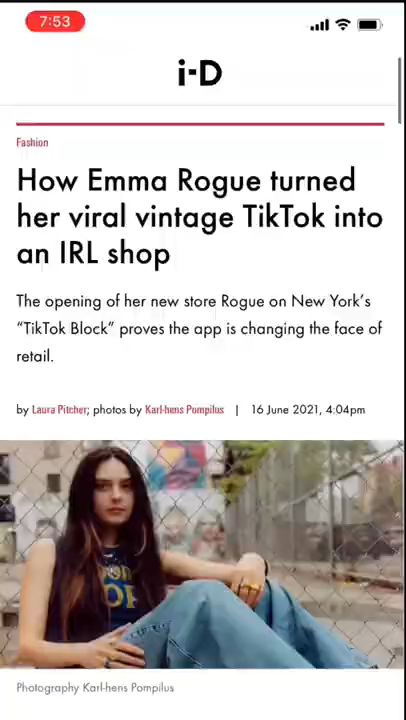 7:53
i-D
Fashion
How Emma Rogue turned
her viral vintage TikTok into
an IRL shop
The opening of her new store Rogue on New York's
“TikTok Block” proves the app is changing the face of
retail.
by Laura Pitcher; photos by Karl-hens Pompilus | 16 June 2021, 4:04pm
Photography Karl-hens Pompilus